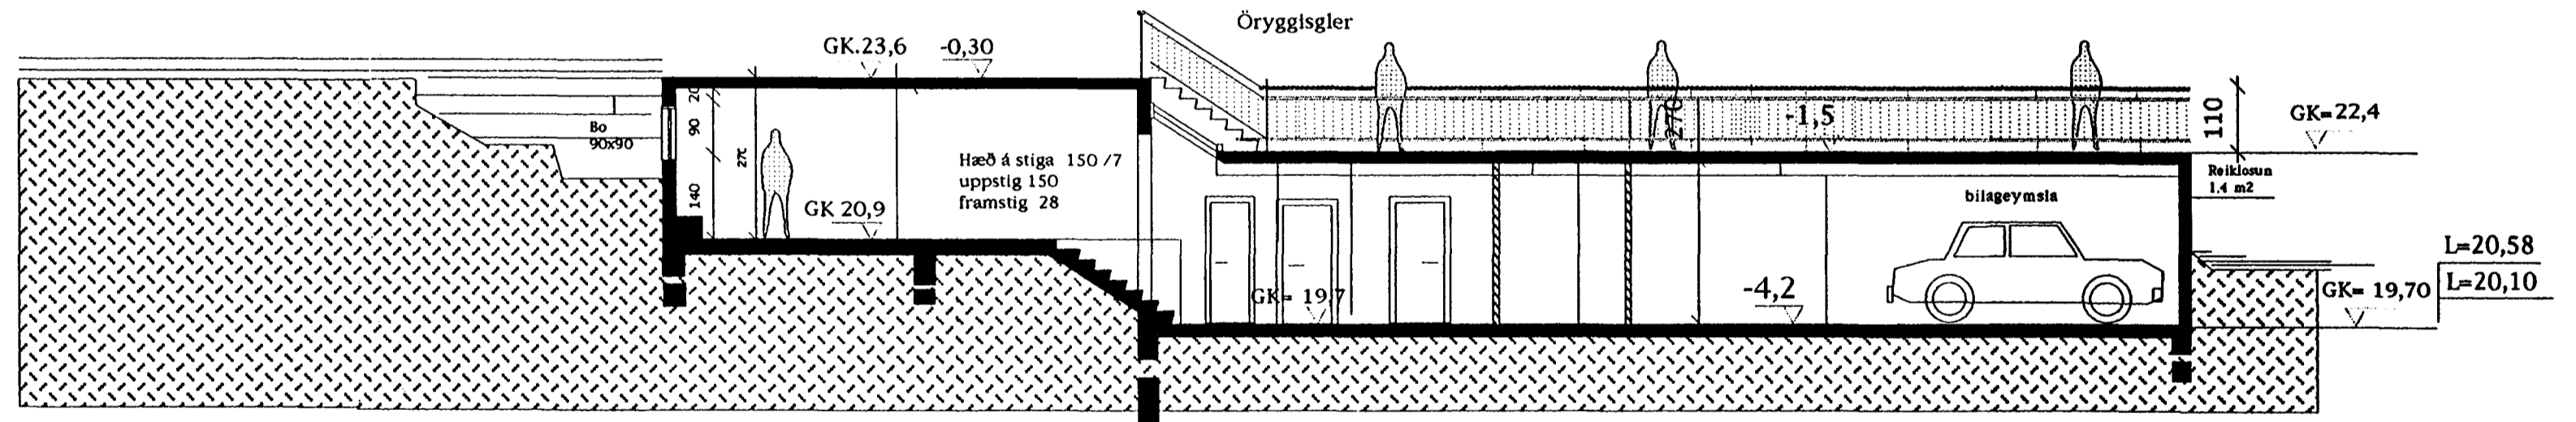 Öryggisgler
GK.23,6
-0,30
20
90
140
27C
Bo
90x90
GK 20,9
Hæð á stiga 150 /7
uppstig 150
framstig 28
270
-1,5
110
GK=22,4
Reiklosun
1.4 m2
bilageymsla
GK= 19,7
-4,2
L=20,58
L=20,10
GK= 19,70